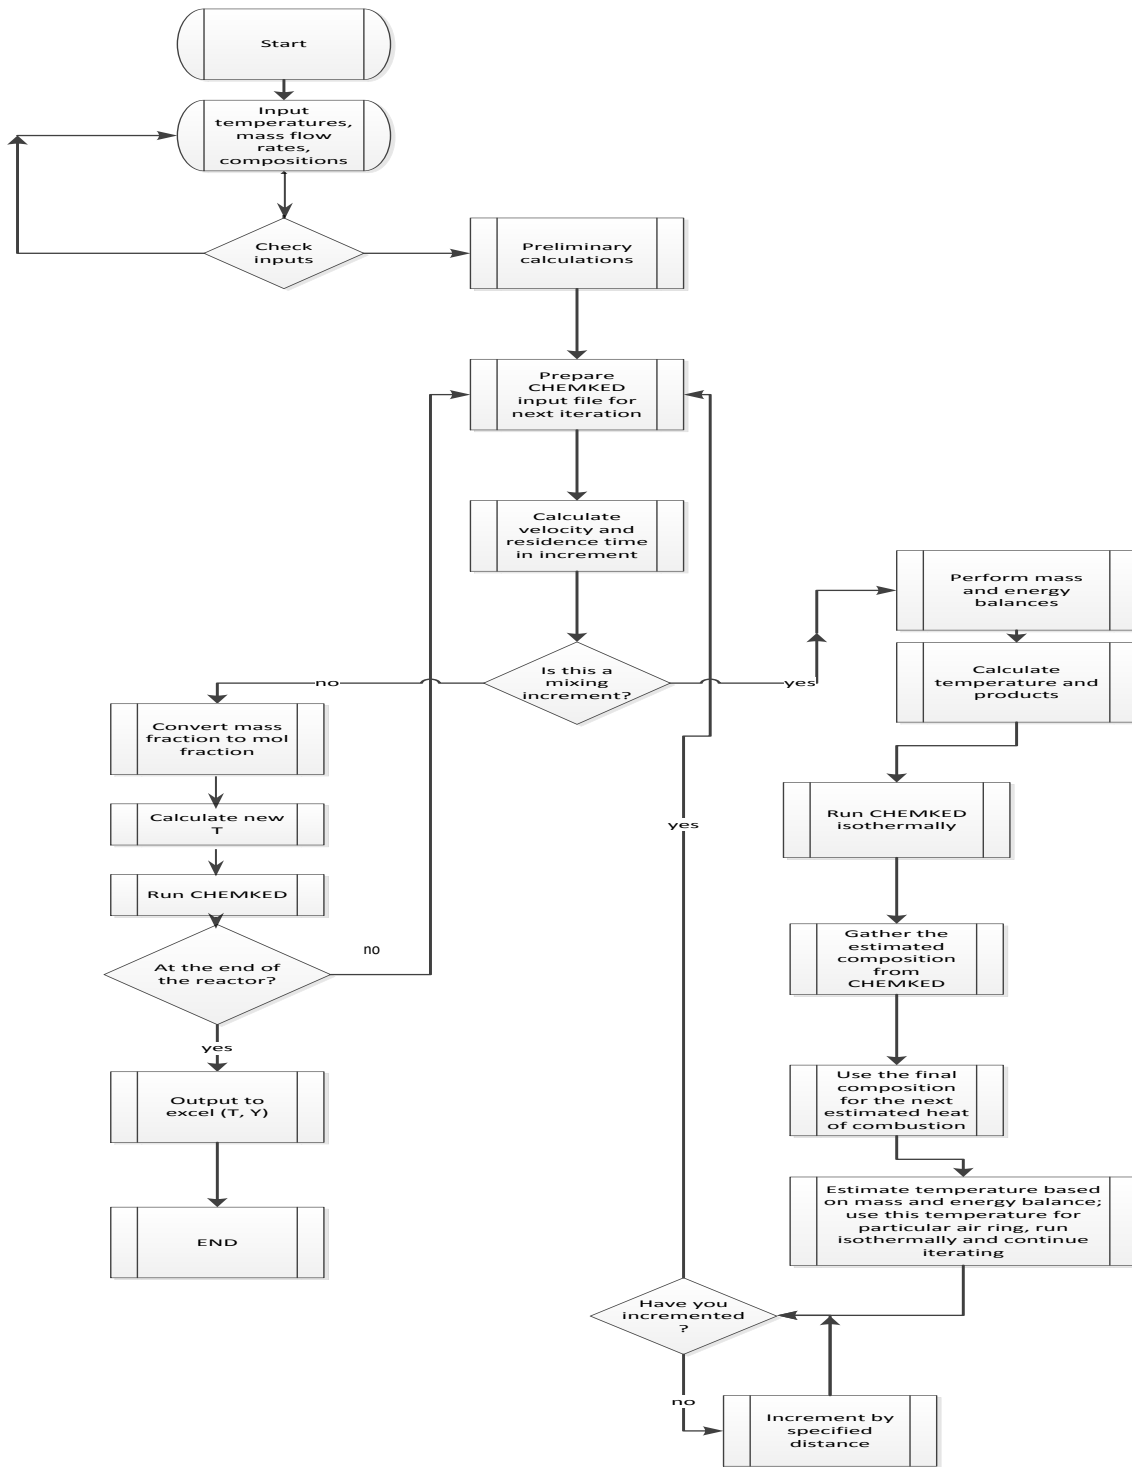 Start
Input
temperatures,
mass flow
rates,
compositions
Check
inputs
Preliminary
calculations
Prepare
CHEMKED
input file for
next iteration
Calculate
velocity and
residence time
in increment
Is this a
mixing
increment?
no
yes
Perform mass
and energy
balances
Calculate
temperature and
products
Convert mass
fraction to mol
fraction
Calculate new
T
Run CHEMKED
At the end of
the reactor?
no
yes
Output to
excel (T, Y)
END
Run CHEMKED
isothermally
Gather the
estimated
composition
from
CHEMKED
Use the final
composition
for the next
estimated heat
of combustion
Estimate temperature based
on mass and energy balance;
use this temperature for
particular air ring, run
isothermally and continue
iterating
yes
Have you
incremented
?
no
Increment by
specified
distance